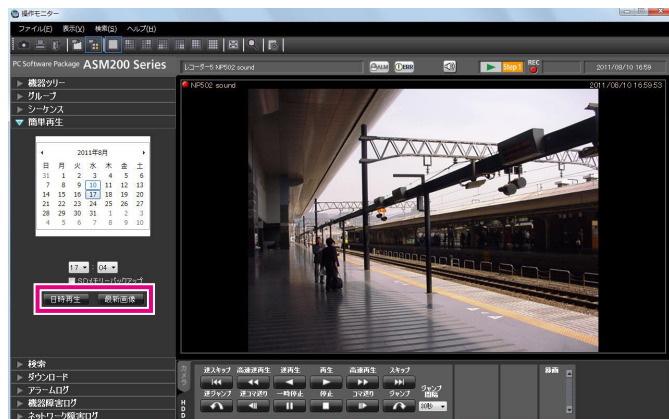 操作モニター
ファイル(E) 表示(V) 検索(S) ヘルプ(H)
PC Software Package ASM200 Series
レコーダー5 NP502 sound
ALM
ERR
Step1
REC
2011/08/10 16:59
機器ツリー
グループ
シーケンス
簡単再生
2011年8月
日 月 火 水 木 金 土
31 1 2 3 4 5 6
7 8 9 10 11 12 13
14 15 16 17 18 19 20
21 22 23 24 25 26 27
28 29 30 31 1 2 3
4 5 6 7 8 9 10
17 : 04
SDメモリーバックアップ
日時再生 最新画像
検索
ダウンロード
アラームログ
機器障害ログ
ネットワーク障害ログ
NP502 sound
2011/08/10 16:59:53
カメラ
HDD
逆スキップ 高速逆再生 逆再生 再生 高速再生 スキップ
逆ジャンプ 逆コマ送り 一時停止 停止 コマ送り ジャンプ
ジャンプ
間隔
30秒
録画